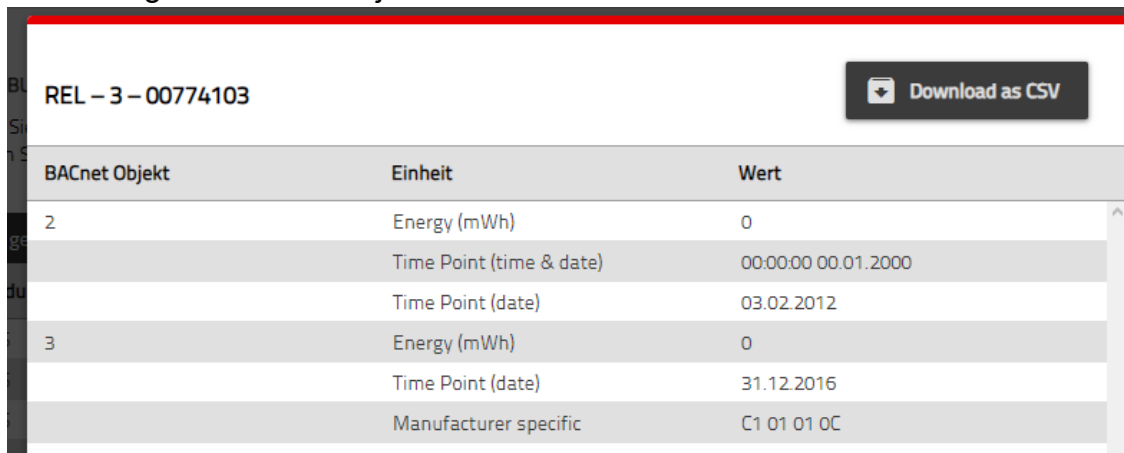 REL – 3 – 00774103
Download as CSV
BACnet Objekt Einheit Wert
2 Energy (mWh) 0
Time Point (time & date) 00:00:00 00.01.2000
Time Point (date) 03.02.2012
3 Energy (mWh) 0
Time Point (date) 31.12.2016
Manufacturer specific C1 01 01 0C